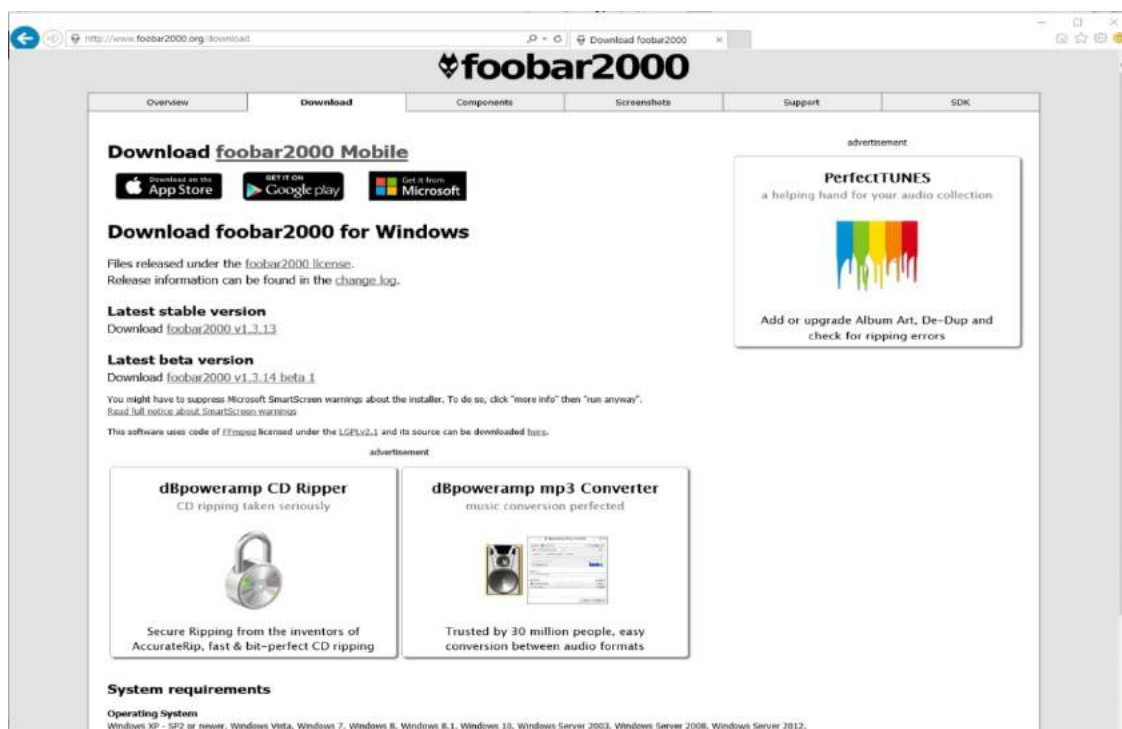 http://www.foobar2000.org/download
Download foobar2000
foobar2000
Overview
Download
Components
Screenshots
Support
SDK
Download foobar2000 Mobile
Download on the
App Store
GET IT ON
Google play
Get it from
Microsoft
Download foobar2000 for Windows
Files released under the foobar2000 license.
Release information can be found in the change log.
Latest stable version
Download foobar2000 v1.3.13
Latest beta version
Download foobar2000 v1.3.14 beta 1
You might have to suppress Microsoft SmartScreen warnings about the installer. To do so, click "more info" then "run anyway".
Read full notice about SmartScreen warnings
This software uses code of FFmpeg licensed under the LGPLv2.1 and its source can be downloaded here.
advertisement
PerfectTUNES
a helping hand for your audio collection
Add or upgrade Album Art, De-Dup and
check for ripping errors
advertisement
dBpoweramp CD Ripper
CD ripping taken seriously
Secure Ripping from the inventors of
AccurateRip, fast & bit-perfect CD ripping
dBpoweramp mp3 Converter
music conversion perfected
Trusted by 30 million people, easy
conversion between audio formats
System requirements
Operating System
Windows XP - SP2 or newer, Windows Vista, Windows 7, Windows 8, Windows 8.1, Windows 10, Windows Server 2003, Windows Server 2008, Windows Server 2012.